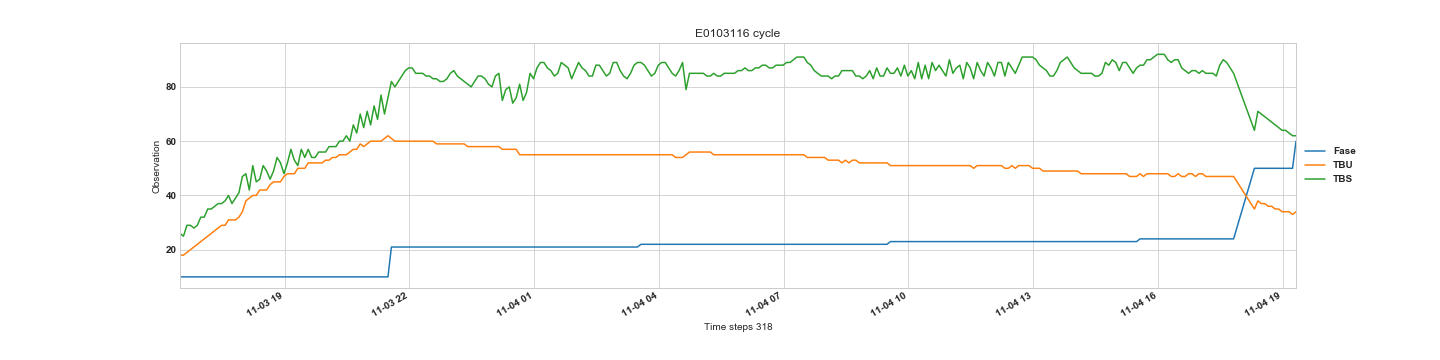 E0103116 cycle
Observation
80
60
40
20
11-03 19
11-03 22
11-04 01
11-04 04
11-04 07
11-04 10
11-04 13
11-04 16
11-04 19
Time steps 318
Fase
TBU
TBS